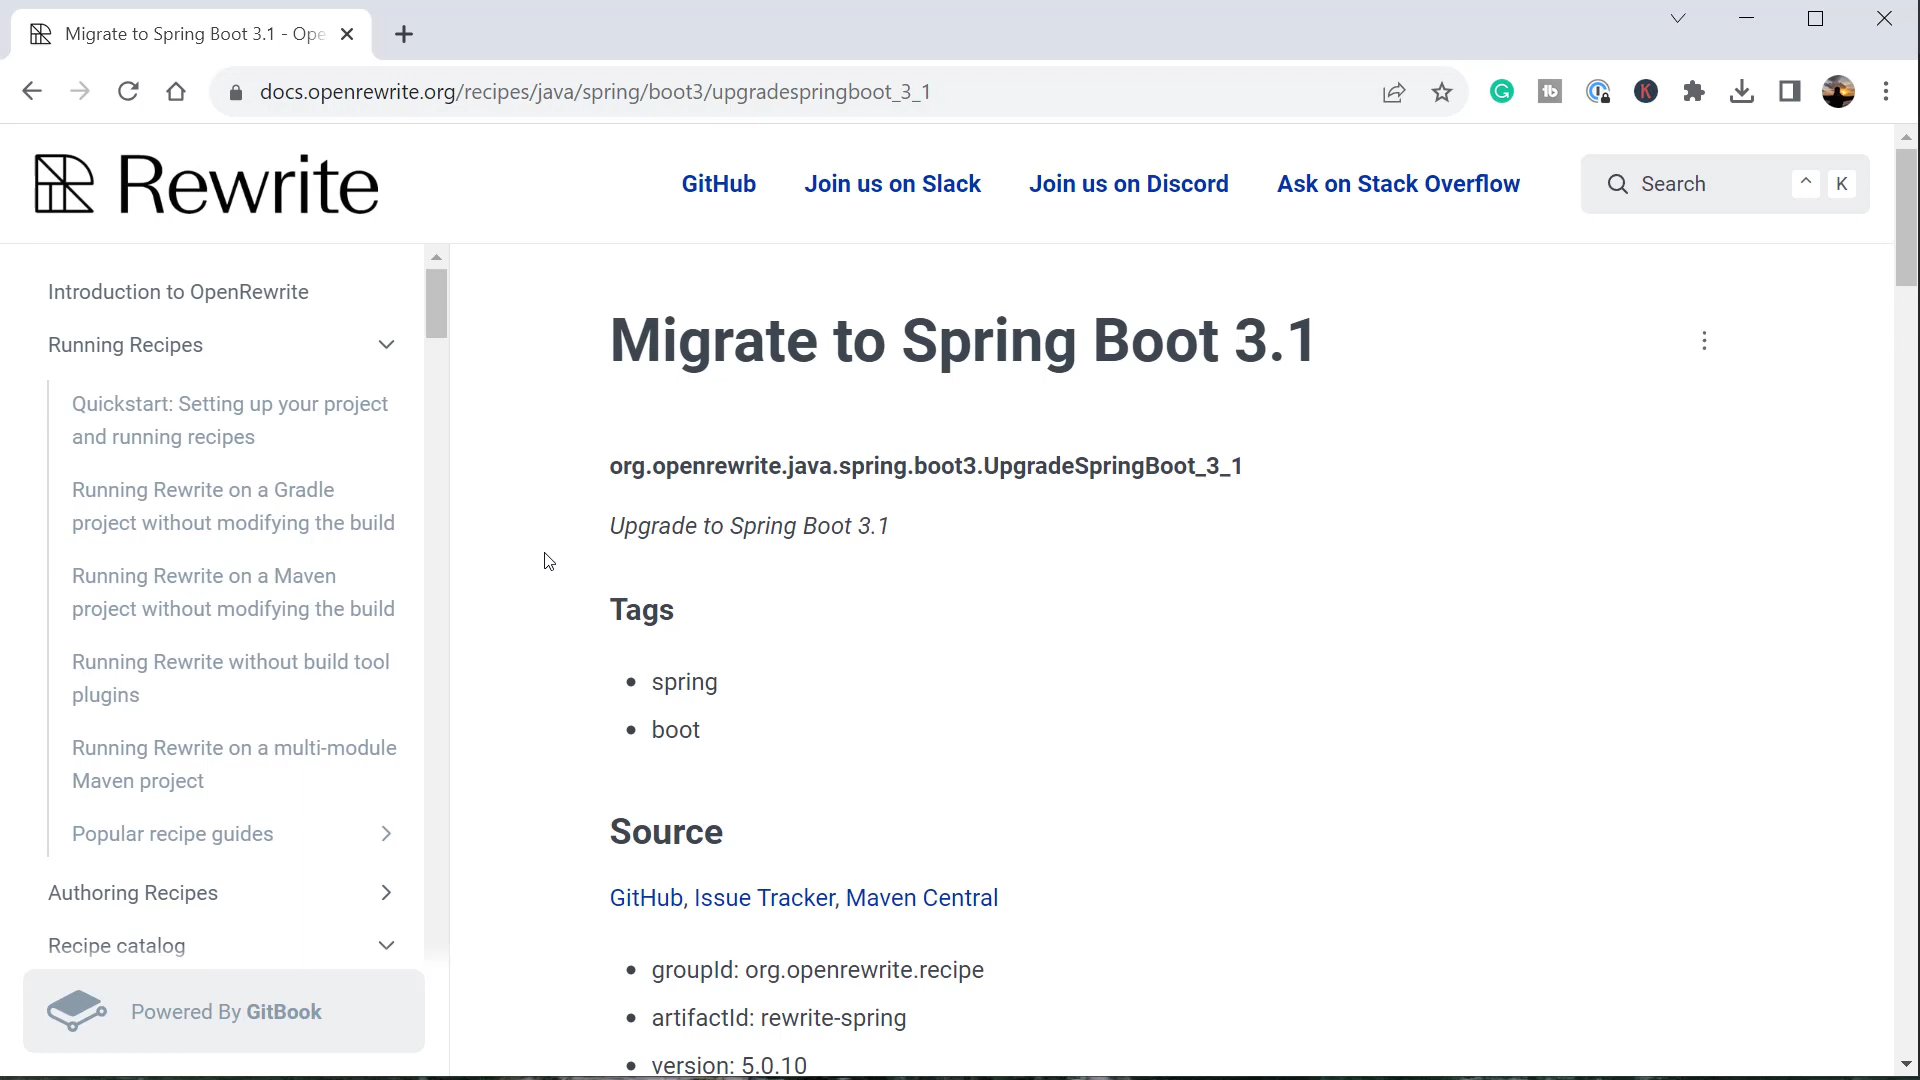 Migrate to Spring Boot 3.1 - Ope
docs.openrewrite.org/recipes/java/spring/boot3/upgradespringboot_3_1
Rewrite
GitHub Join us on Slack Join us on Discord Ask on Stack Overflow Search ^ K
Introduction to OpenRewrite
Running Recipes
Quickstart: Setting up your project
and running recipes
Running Rewrite on a Gradle
project without modifying the build
Running Rewrite on a Maven
project without modifying the build
Running Rewrite without build tool
plugins
Running Rewrite on a multi-module
Maven project
Popular recipe guides
Authoring Recipes
Recipe catalog
Powered By GitBook
Migrate to Spring Boot 3.1
org.openrewrite.java.spring.boot3.UpgradeSpringBoot_3_1
Upgrade to Spring Boot 3.1
Tags
• spring
• boot
Source
GitHub, Issue Tracker, Maven Central
• groupId: org.openrewrite.recipe
• artifactId: rewrite-spring
• version: 5.0.10